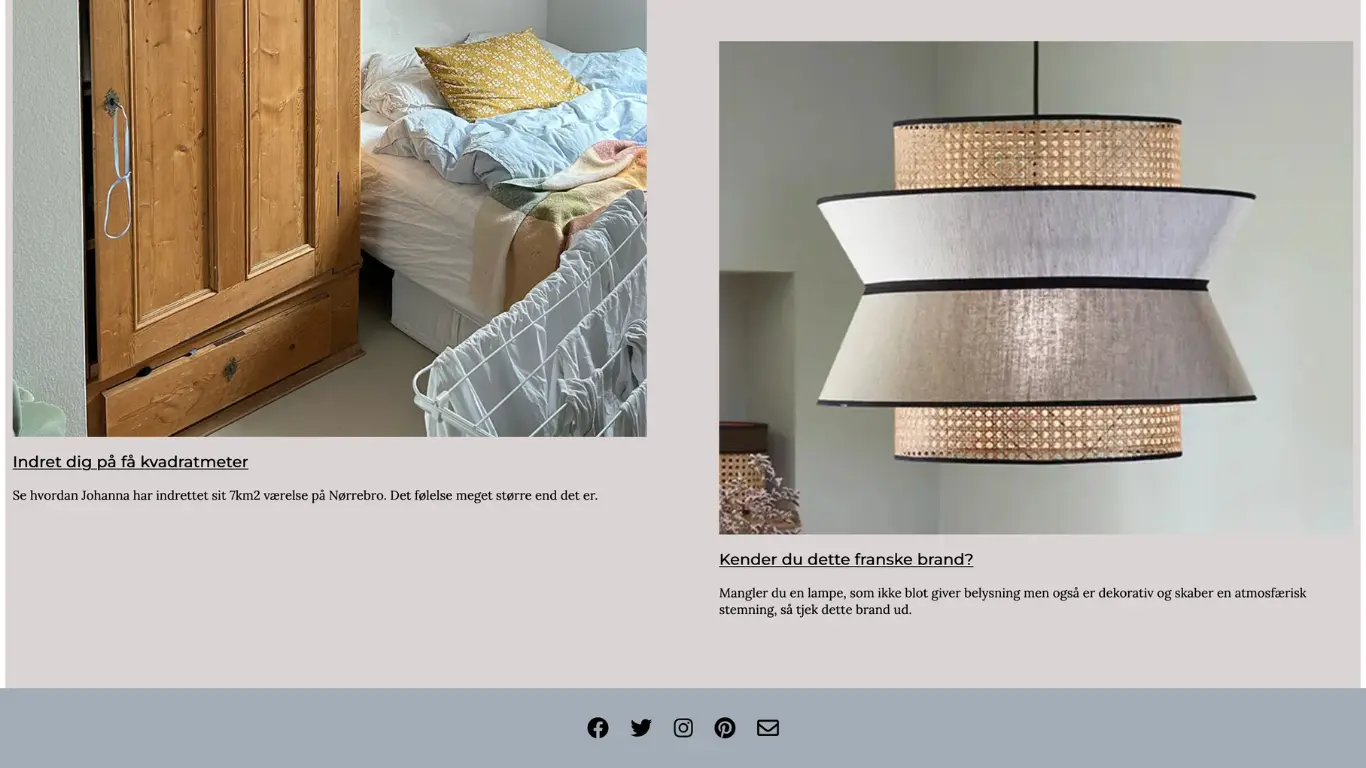 Indret dig på få kvadratmeter
Se hvordan Johanna har indrettet sit 7km2 værelse på Nørrebro. Det følelse meget større end det er.
Kender du dette franske brand?
Mangler du en lampe, som ikke blot giver belysning men også er dekorativ og skaber en atmosfærisk
stemning, så tjek dette brand ud.